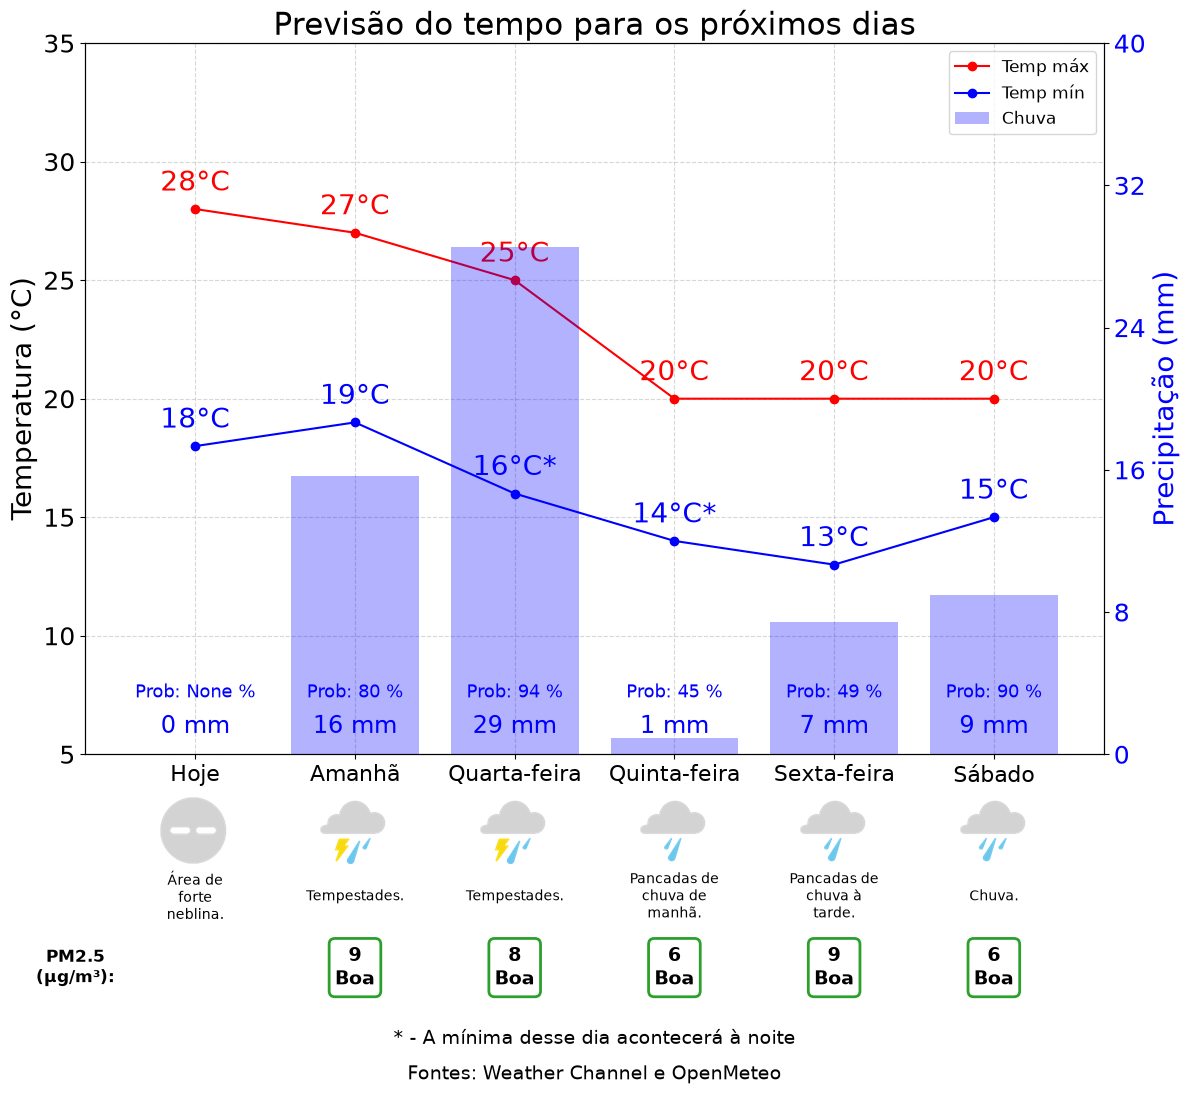 Previsão do tempo para os próximos dias
Temp máx
Temp mín
Chuva
Temperatura (°C)
35
30
25
20
15
10
5
Precipitação (mm)
40
32
24
16
8
0
28°C
27°C
25°C
20°C
20°C
20°C
18°C
19°C
16°C*
14°C*
13°C
15°C
Prob: None %
Prob: 80 %
Prob: 94 %
Prob: 45 %
Prob: 49 %
Prob: 90 %
0 mm
16 mm
29 mm
1 mm
7 mm
9 mm
Hoje
Amanhã
Quarta-feira
Quinta-feira
Sexta-feira
Sábado
Área de
forte
neblina.
Tempestades.
Tempestades.
Pancadas de
chuva de
manhã.
Pancadas de
chuva à
tarde.
Chuva.
PM2.5
(µg/m³):
9
Boa
8
Boa
6
Boa
9
Boa
6
Boa
* - A mínima desse dia acontecerá à noite
Fontes: Weather Channel e OpenMeteo